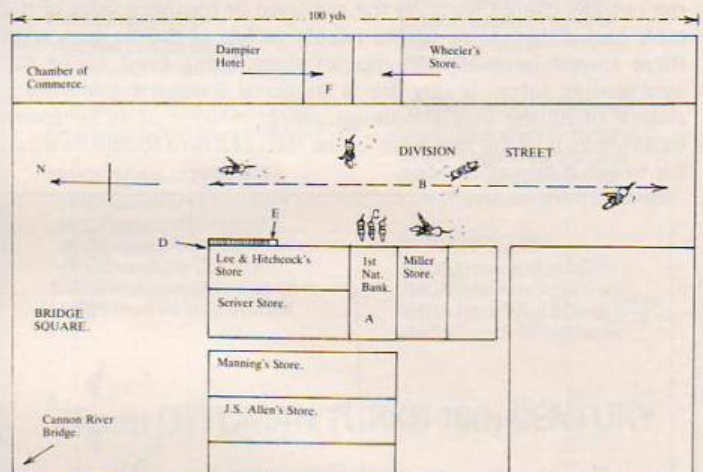 100 yds
Dampier
Hotel
Wheeler's
Store.
Chamber of
Commerce.
F
DIVISION STREET
N
B
E
D
Lee & Hitchcock's
Store
1st
Nat.
Bank.
Miller
Store.
Scriver Store.
A
BRIDGE
SQUARE.
Manning's Store.
J.S. Allen's Store.
Cannon River
Bridge.